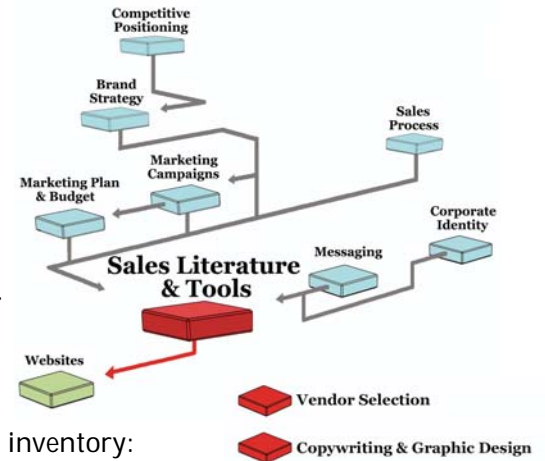 Competitive
Positioning
Brand
Strategy
Sales
Process
Marketing
Campaigns
Marketing Plan
& Budget
Corporate
Identity
Messaging
Sales Literature
& Tools
Websites
Vendor Selection
inventory:
Copywriting & Graphic Design